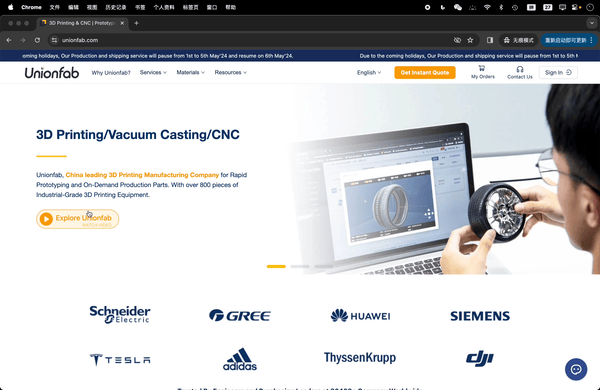 Chrome 文件 编辑 视图 历史记录 书签 个人资料 标签页 窗口 帮助
3D Printing & CNC | Prototyp
unionfab.com
无痕模式
重新启动即可更新
oming holidays, Our Production and shipping service will pause from 1st to 5th May'24 and resume on 6th May'24.
Due to the coming holidays, Our Production and shipping service will pause from 1st to 5th M
Unionfab
Why Unionfab?
Services
Materials
Resources
English
Get Instant Quote
My Orders
Contact Us
Sign In
3D Printing/Vacuum Casting/CNC
Unionfab, China leading 3D Printing Manufacturing Company for Rapid
Prototyping and On-Demand Production Parts. With over 800 pieces of
Industrial-Grade 3D Printing Equipment.
Explore Unionfab
WATCH VIDEO
Schneider
Electric
GREE
HUAWEI
SIEMENS
TESLA
adidas
ThyssenKrupp
dji